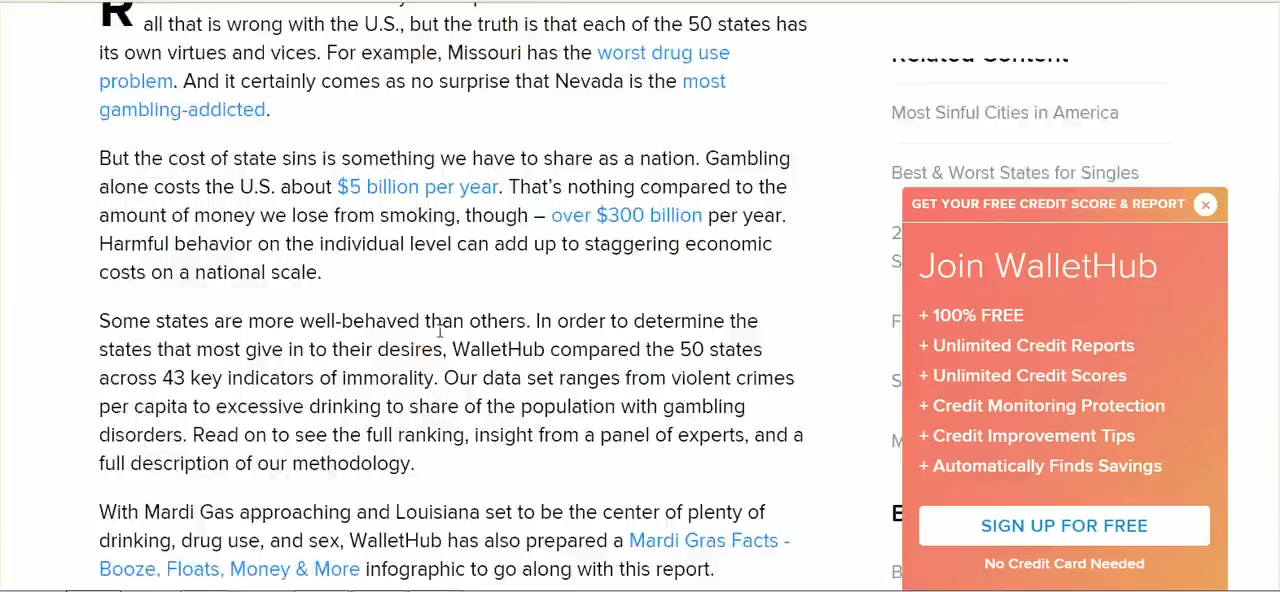 R
all that is wrong with the U.S., but the truth is that each of the 50 states has
its own virtues and vices. For example, Missouri has the worst drug use
problem. And it certainly comes as no surprise that Nevada is the most
gambling-addicted.
But the cost of state sins is something we have to share as a nation. Gambling
alone costs the U.S. about $5 billion per year. That’s nothing compared to the
amount of money we lose from smoking, though – over $300 billion per year.
Harmful behavior on the individual level can add up to staggering economic
costs on a national scale.
Some states are more well-behaved than others. In order to determine the
states that most give in to their desires, WalletHub compared the 50 states
across 43 key indicators of immorality. Our data set ranges from violent crimes
per capita to excessive drinking to share of the population with gambling
disorders. Read on to see the full ranking, insight from a panel of experts, and a
full description of our methodology.
With Mardi Gas approaching and Louisiana set to be the center of plenty of
drinking, drug use, and sex, WalletHub has also prepared a Mardi Gras Facts -
Booze, Floats, Money & More infographic to go along with this report.
Related Content
Most Sinful Cities in America
Best & Worst States for Singles
2
S
F
S
M
E
B
GET YOUR FREE CREDIT SCORE & REPORT
Join WalletHub
+ 100% FREE
+ Unlimited Credit Reports
+ Unlimited Credit Scores
+ Credit Monitoring Protection
+ Credit Improvement Tips
+ Automatically Finds Savings
SIGN UP FOR FREE
No Credit Card Needed